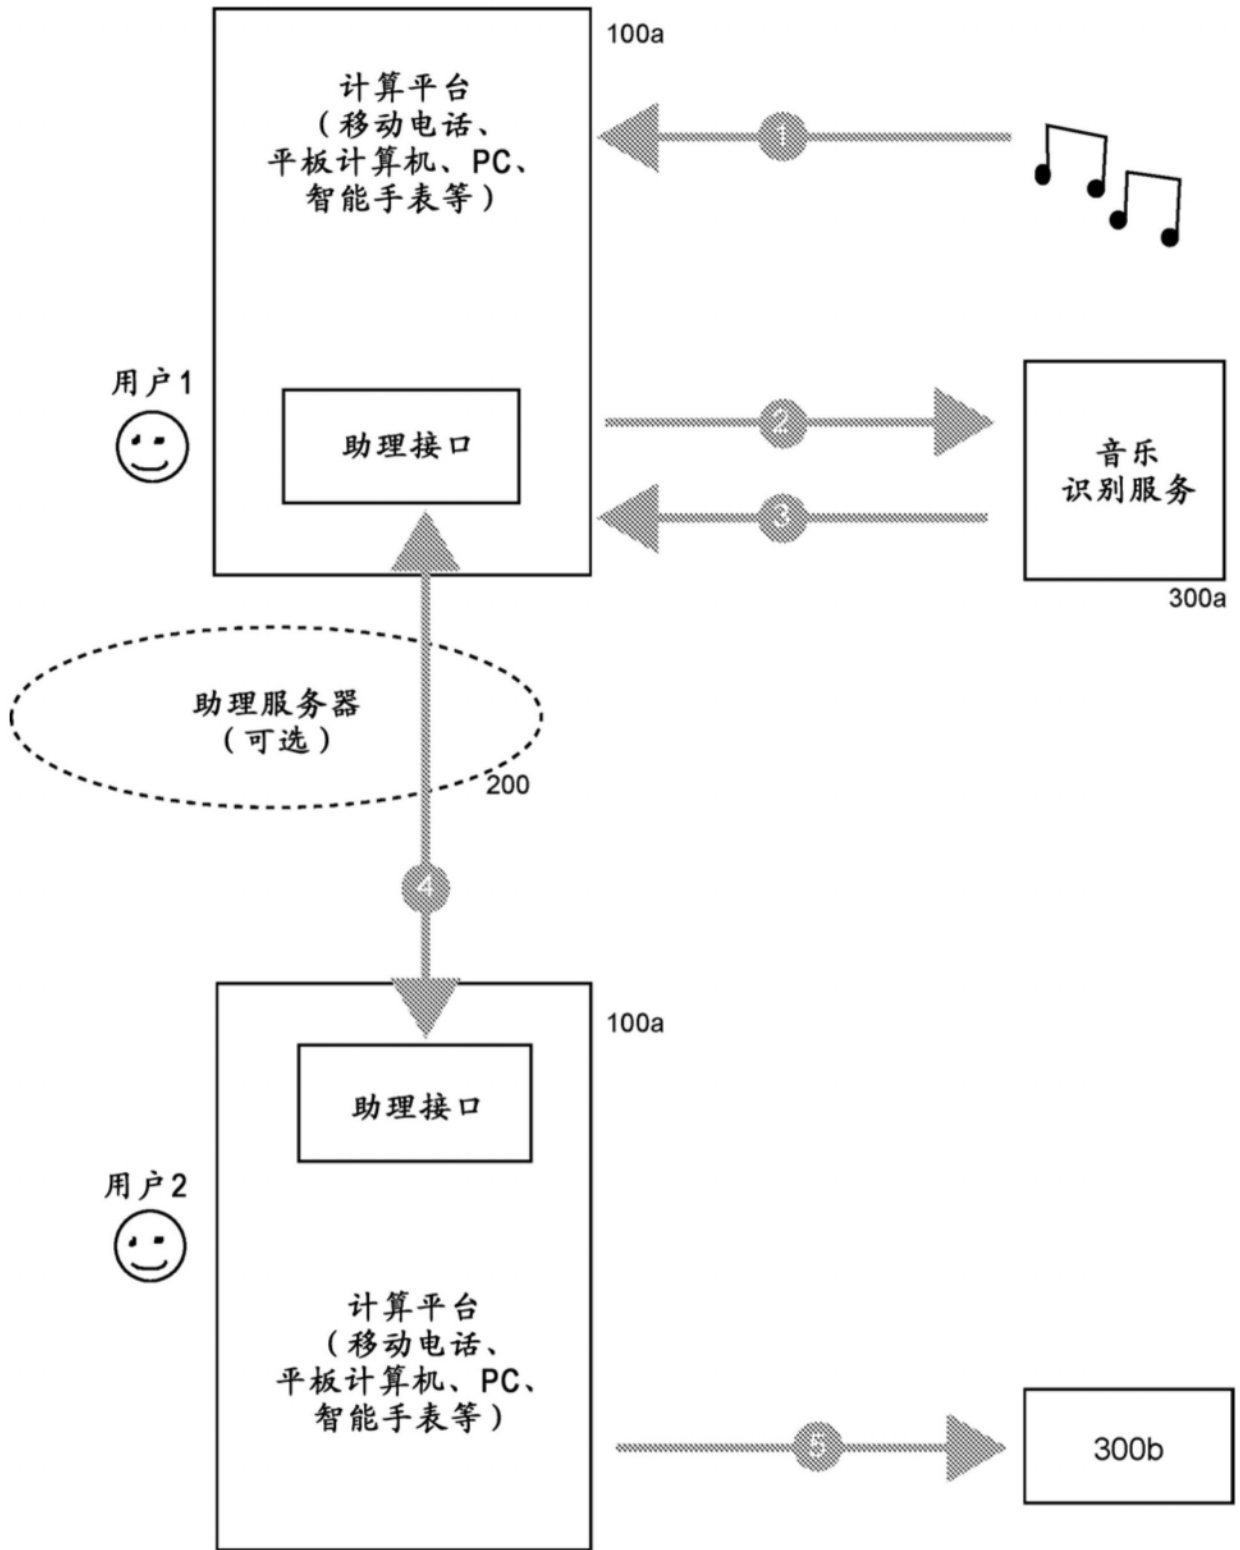 100a
计算平台
（移动电话、
平板计算机、PC、
智能手表等）
1
用户1
助理接口
2
音乐
识别服务
3
300a
助理服务器
（可选）
200
4
100a
助理接口
用户2
计算平台
（移动电话、
平板计算机、PC、
智能手表等）
5
300b